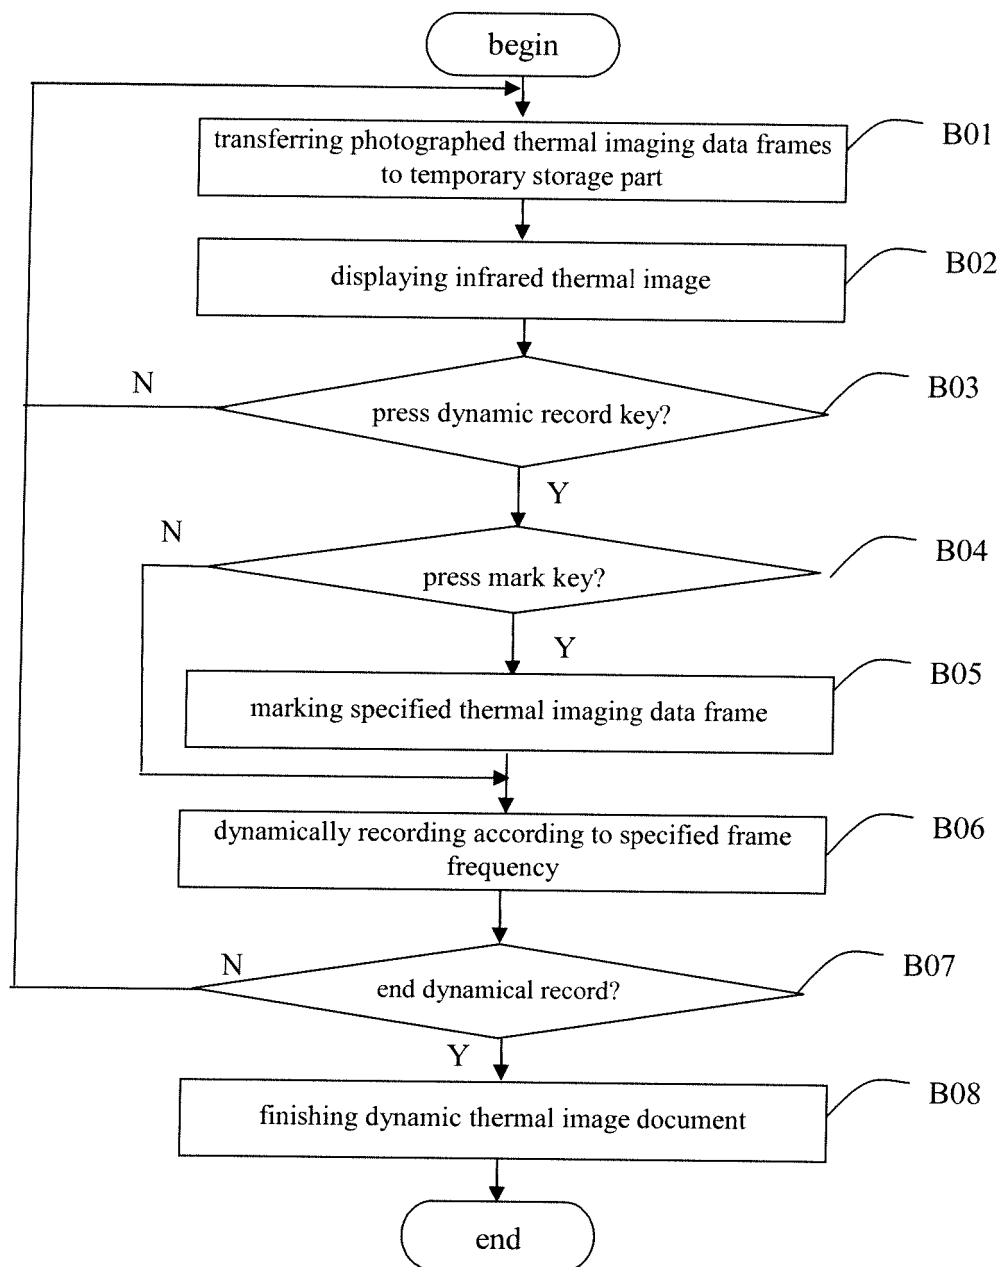 begin
transferring photographed thermal imaging data frames
to temporary storage part
B01
displaying infrared thermal image
B02
N
press dynamic record key?
B03
Y
N
press mark key?
B04
Y
marking specified thermal imaging data frame
B05
dynamically recording according to specified frame
frequency
B06
N
end dynamical record?
B07
Y
finishing dynamic thermal image document
B08
end